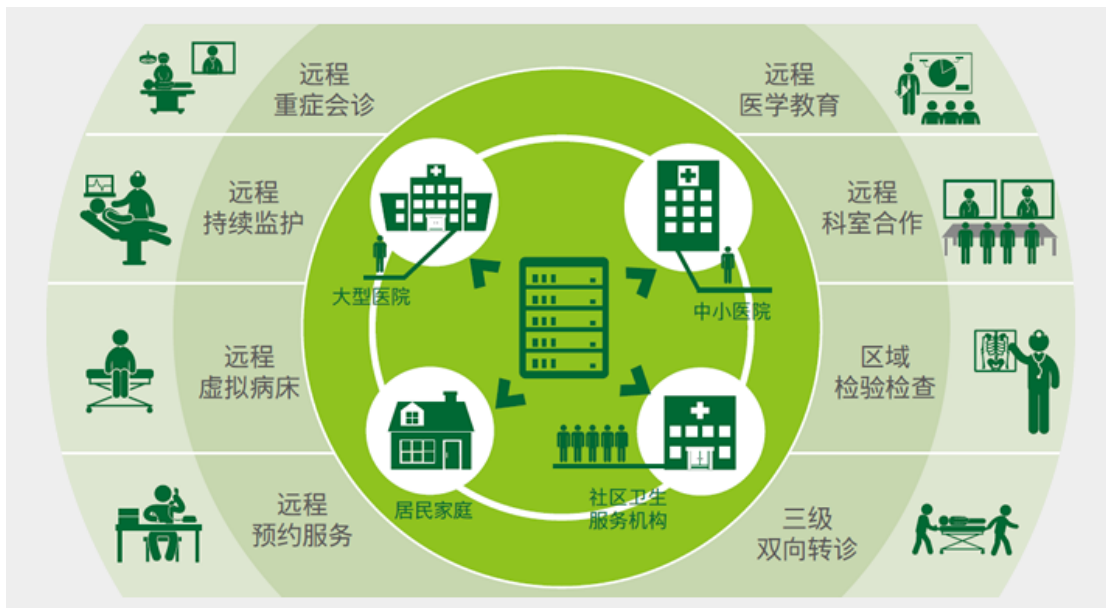 远程
重症会诊
远程
医学教育
远程
持续监护
远程
科室合作
大型医院
中小医院
远程
虚拟病床
区域
检验检查
居民家庭
社区卫生
服务机构
远程
预约服务
三级
双向转诊